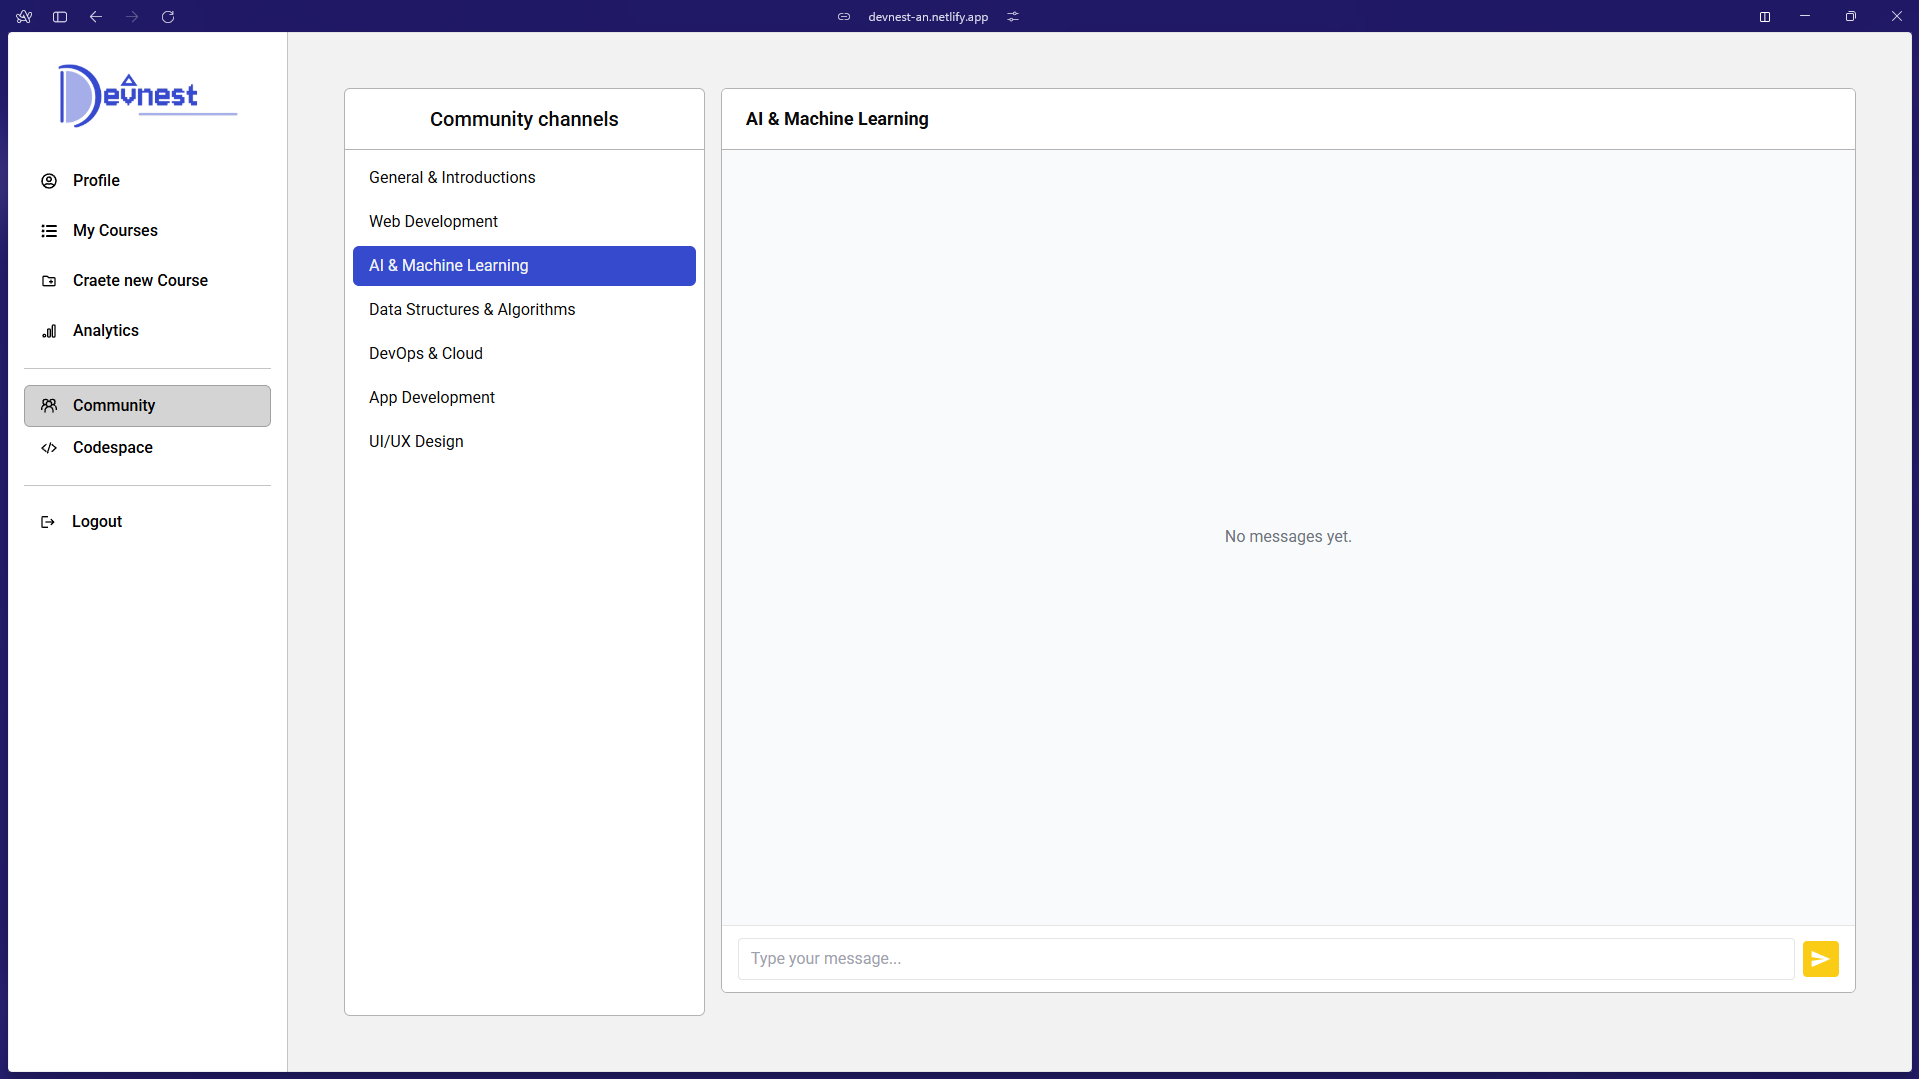 devnest-an.netlify.app
Devnest
Profile
My Courses
Craete new Course
Analytics
Community
Codespace
Logout
Community channels
General & Introductions
Web Development
AI & Machine Learning
Data Structures & Algorithms
DevOps & Cloud
App Development
UI/UX Design
AI & Machine Learning
No messages yet.
Type your message...